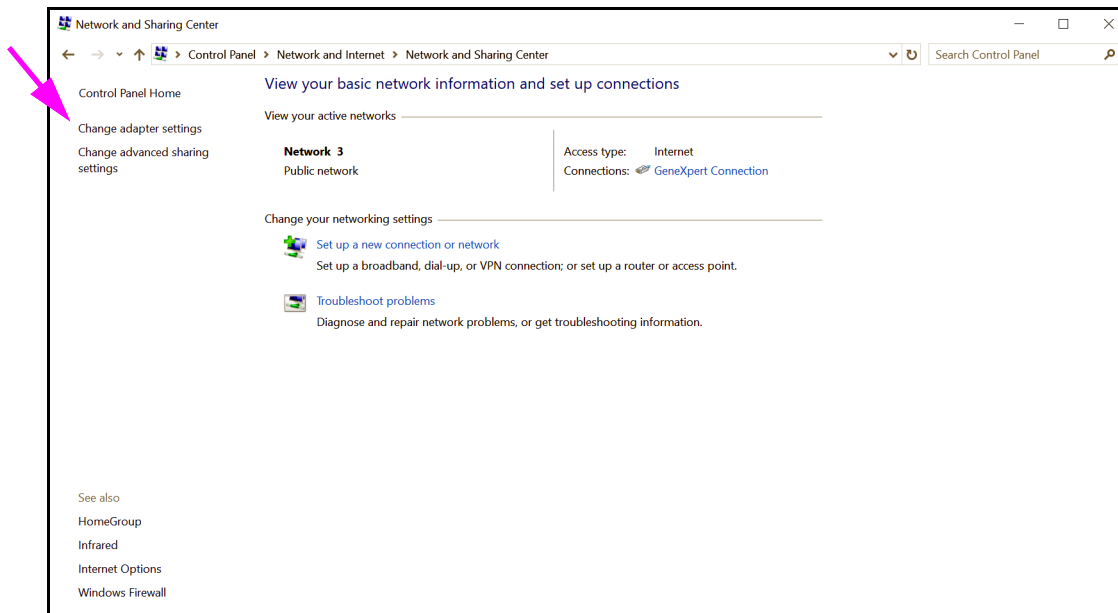 Network and Sharing Center
Control Panel > Network and Internet > Network and Sharing Center
Search Control Panel
Control Panel Home
Change adapter settings
Change advanced sharing
settings
View your basic network information and set up connections
View your active networks
Network 3
Public network
Access type: Internet
Connections: GeneXpert Connection
Change your networking settings
Set up a new connection or network
Set up a broadband, dial-up, or VPN connection; or set up a router or access point.
Troubleshoot problems
Diagnose and repair network problems, or get troubleshooting information.
See also
HomeGroup
Infrared
Internet Options
Windows Firewall